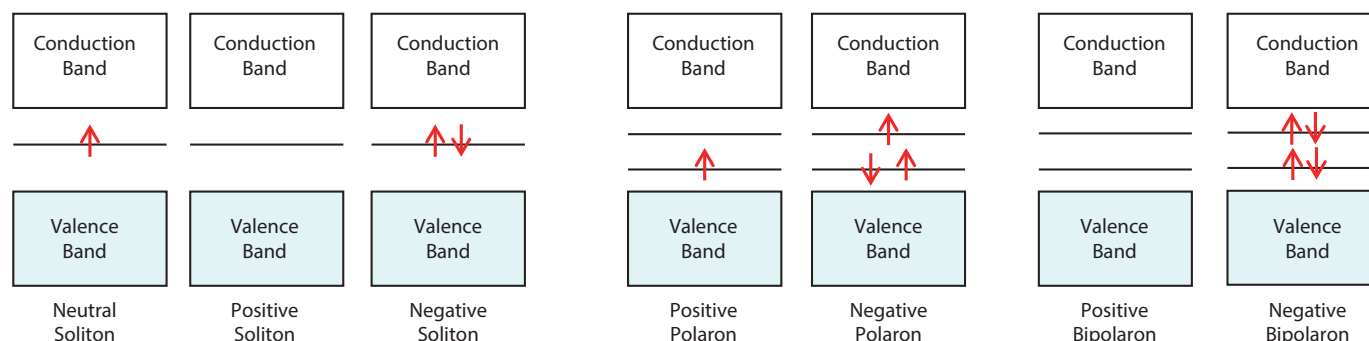 Conduction
Band
Conduction
Band
Conduction
Band
Conduction
Band
Conduction
Band
Conduction
Band
Conduction
Band
Valence
Band
Valence
Band
Valence
Band
Valence
Band
Valence
Band
Valence
Band
Valence
Band
Neutral
Soliton
Positive
Soliton
Negative
Soliton
Positive
Polaron
Negative
Polaron
Positive
Bipolaron
Negative
Bipolaron